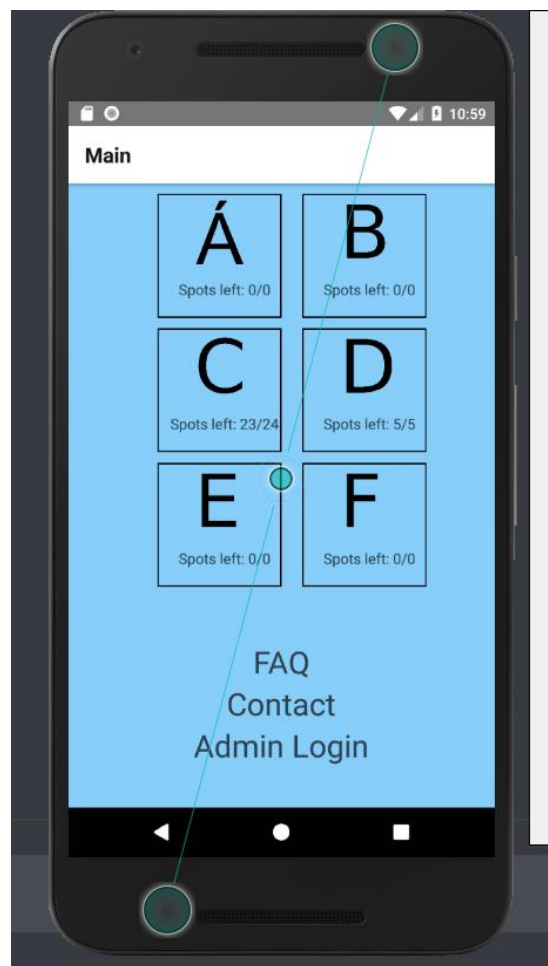 10:59
Main
Á B
Spots left: 0/0 Spots left: 0/0
C D
Spots left: 23/24 Spots left: 5/5
E F
Spots left: 0/0 Spots left: 0/0
FAQ
Contact
Admin Login